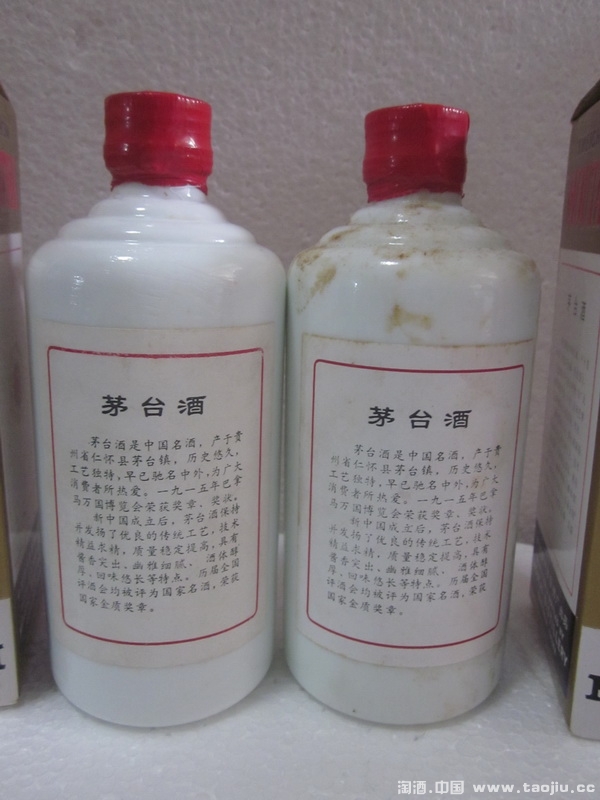 茅台酒
茅台酒是中国名酒，产于贵
州省仁怀县茅台镇，历史悠久，
工艺独特，早已驰名中外，为广大
消费者所热爱。一九一五年巴拿
马万国博览会荣获奖章、奖状。
新中国成立后，茅台酒保持
并发扬了优良的传统工艺，技术
精益求精，质量稳定提高，具有
酱香突出、幽雅细腻、酒体醇
厚、回味悠长等特点。历届全国
评酒会均被评为国家名酒，荣获
国家金质奖章。
茅台酒
茅台酒是中国名酒，产于贵
州省仁怀县茅台镇，历史悠久，
工艺独特，早已驰名中外，为广大
消费者所热爱。一九一五年巴拿
马万国博览会荣获奖章、奖状。
新中国成立后，茅台酒保持
并发扬了优良的传统工艺，技术
精益求精，质量稳定提高，具有
酱香突出、幽雅细腻、酒体醇
厚、回味悠长等特点。历届全国
评酒会均被评为国家名酒，荣获
国家金质奖章。
淘酒.中国 www.taojiu.cc